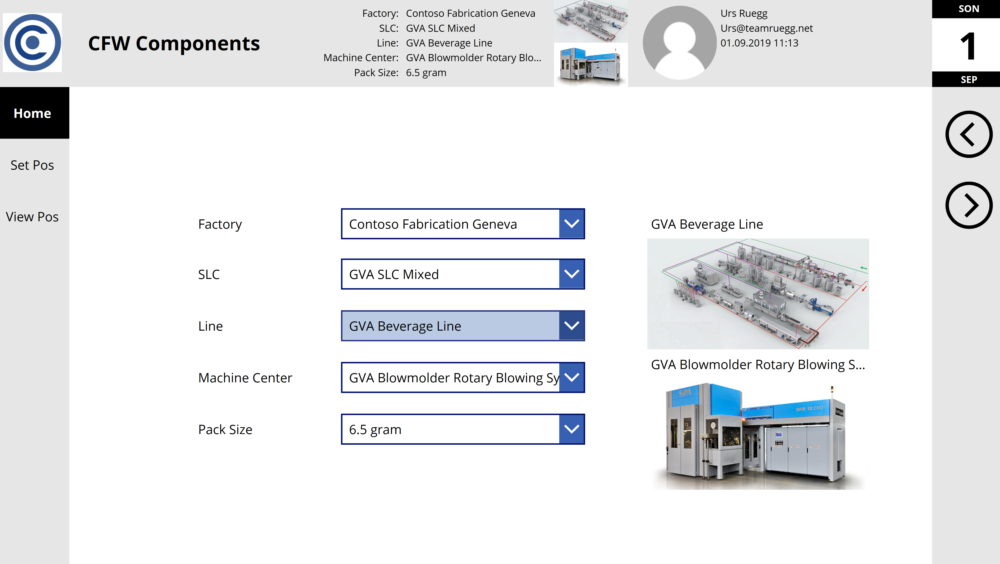 CFW Components
Factory: Contoso Fabrication Geneva
SLC: GVA SLC Mixed
Line: GVA Beverage Line
Machine Center: GVA Blowmolder Rotary Blo...
Pack Size: 6.5 gram
Urs Ruegg
Urs@teamruegg.net
01.09.2019 11:13
SON
1
SEP
Home
Set Pos
View Pos
Factory
Contoso Fabrication Geneva
SLC
GVA SLC Mixed
Line
GVA Beverage Line
Machine Center
GVA Blowmolder Rotary Blowing Sy
Pack Size
6.5 gram
GVA Beverage Line
GVA Blowmolder Rotary Blowing S...
SIPA
SFR 12 EVO³